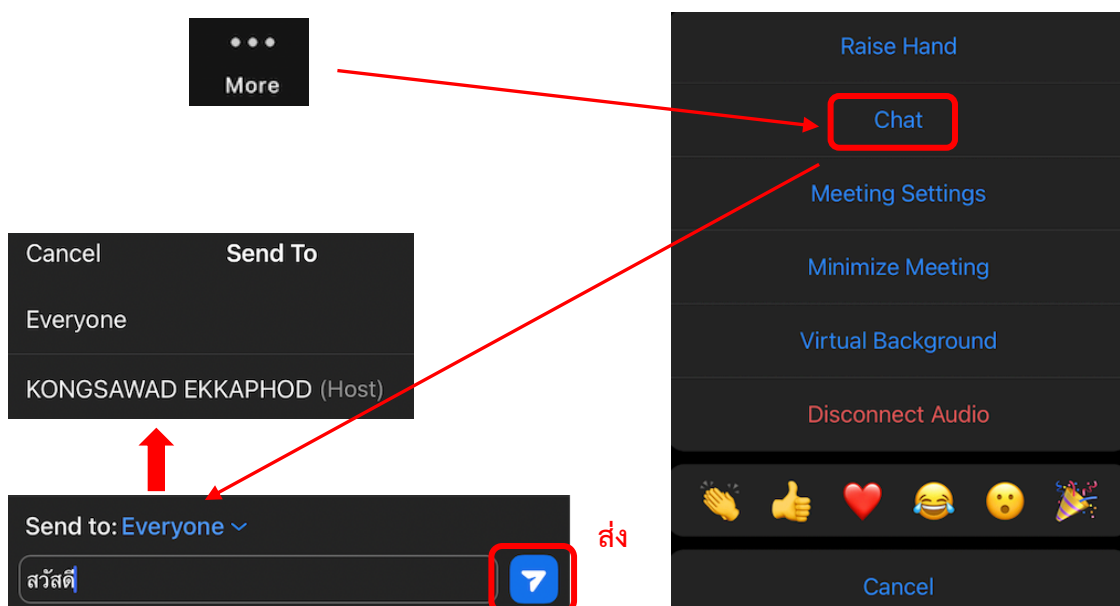 More
Raise Hand
Chat
Meeting Settings
Minimize Meeting
Virtual Background
Disconnect Audio
Cancel
Cancel Send To
Everyone
KONGSAWAD EKKAPHOD (Host)
Send to: Everyone
สวัสดี
ส่ง